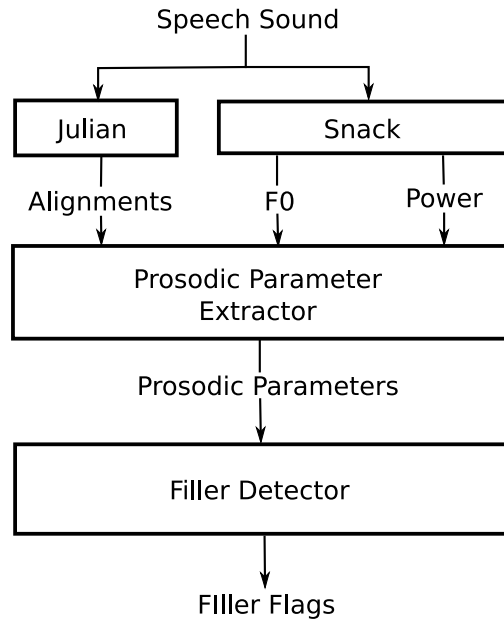 Speech Sound
Julian
Snack
Alignments
F0
Power
Prosodic Parameter
Extractor
Prosodic Parameters
Filler Detector
FIller Flags